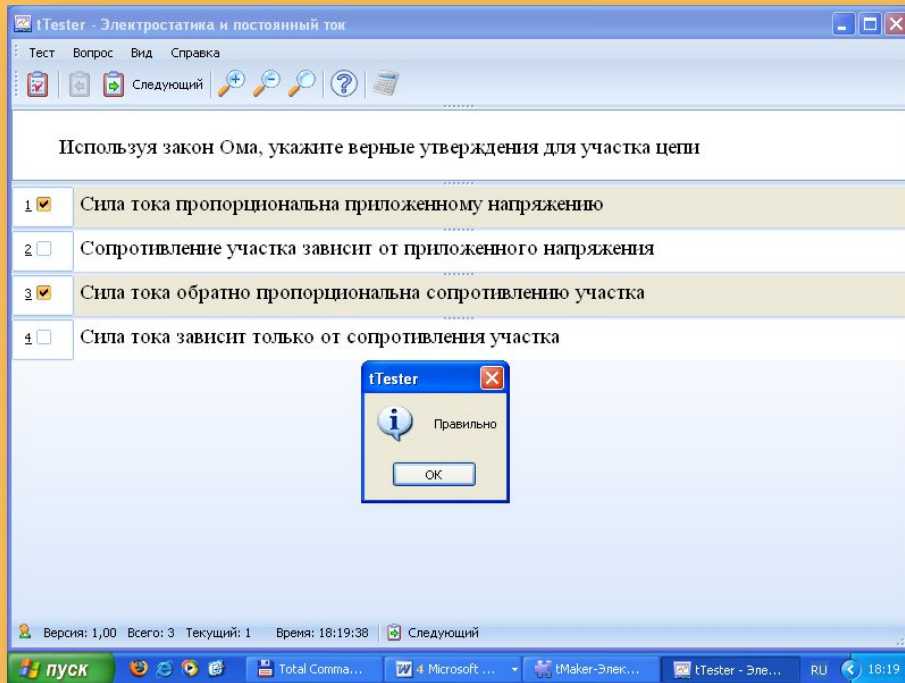 tTester - Электростатика и постоянный ток
Тест Вопрос Вид Справка
Следующий
Используя закон Ома, укажите верные утверждения для участка цепи
1 Сила тока пропорциональна приложенному напряжению
2 Сопротивление участка зависит от приложенного напряжения
3 Сила тока обратно пропорциональна сопротивлению участка
4 Сила тока зависит только от сопротивления участка
tTester
Правильно
OK
Версия: 1,00 Всего: 3 Текущий: 1 Время: 18:19:38 Следующий
пуск Total Comma... 4 Microsoft ... tMaker-Элек... tTester - Эле... RU 18:19